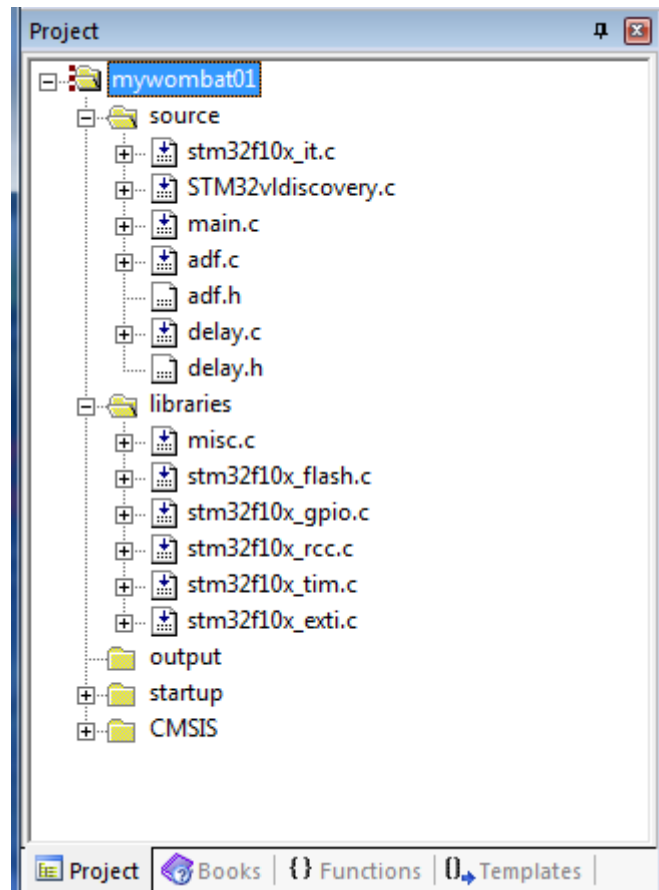 Project
mywombat01
source
stm32f10x_it.c
STM32vldiscovery.c
main.c
adf.c
adf.h
delay.c
delay.h
libraries
misc.c
stm32f10x_flash.c
stm32f10x_gpio.c
stm32f10x_rcc.c
stm32f10x_tim.c
stm32f10x_exti.c
output
startup
CMSIS
Project Books {} Functions Templates